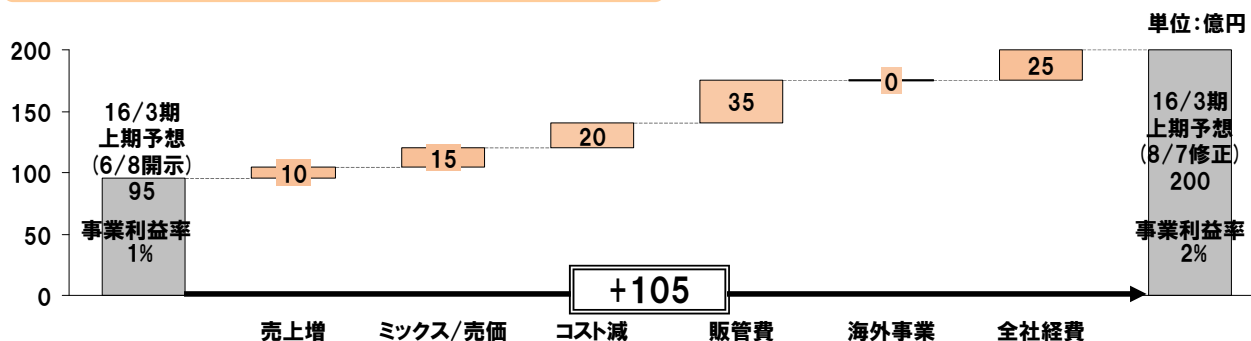 単位:億円
200
150
100
50
0
16/3期
上期予想
(6/8開示)
95
事業利益率
1%
10
15
20
35
0
25
16/3期
上期予想
(8/7修正)
200
事業利益率
2%
+105
売上増
ミックス/売価
コスト減
販管費
海外事業
全社経費